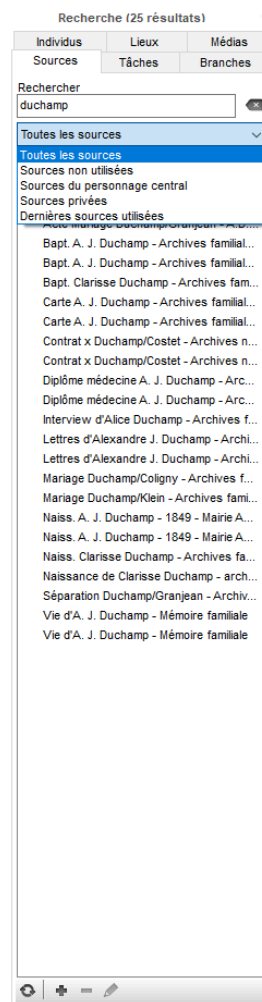 Recherche (25 résultats)
Individus Lieux Médias
Sources Tâches Branches
Rechercher
duchamp
Toutes les sources
Toutes les sources
Sources non utilisées
Sources du personnage central
Sources privées
Dernières sources utilisées
Acte Mariage Duchamp/Granjean - A.D....
Bapt. A. J. Duchamp - Archives familial...
Bapt. A. J. Duchamp - Archives familial...
Bapt. Clarisse Duchamp - Archives fam...
Carte A. J. Duchamp - Archives familial...
Carte A. J. Duchamp - Archives familial...
Contrat x Duchamp/Costet - Archives n...
Contrat x Duchamp/Costet - Archives n...
Diplôme médecine A. J. Duchamp - Arc...
Diplôme médecine A. J. Duchamp - Arc...
Interview d'Alice Duchamp - Archives f...
Lettres d'Alexandre J. Duchamp - Archi...
Lettres d'Alexandre J. Duchamp - Archi...
Mariage Duchamp/Coligny - Archives f...
Mariage Duchamp/Klein - Archives fami...
Naiss. A. J. Duchamp - 1849 - Mairie A...
Naiss. A. J. Duchamp - 1849 - Mairie A...
Naiss. Clarisse Duchamp - Archives fa...
Naissance de Clarisse Duchamp - arch...
Séparation Duchamp/Granjean - Archiv...
Vie d'A. J. Duchamp - Mémoire familiale
Vie d'A. J. Duchamp - Mémoire familiale